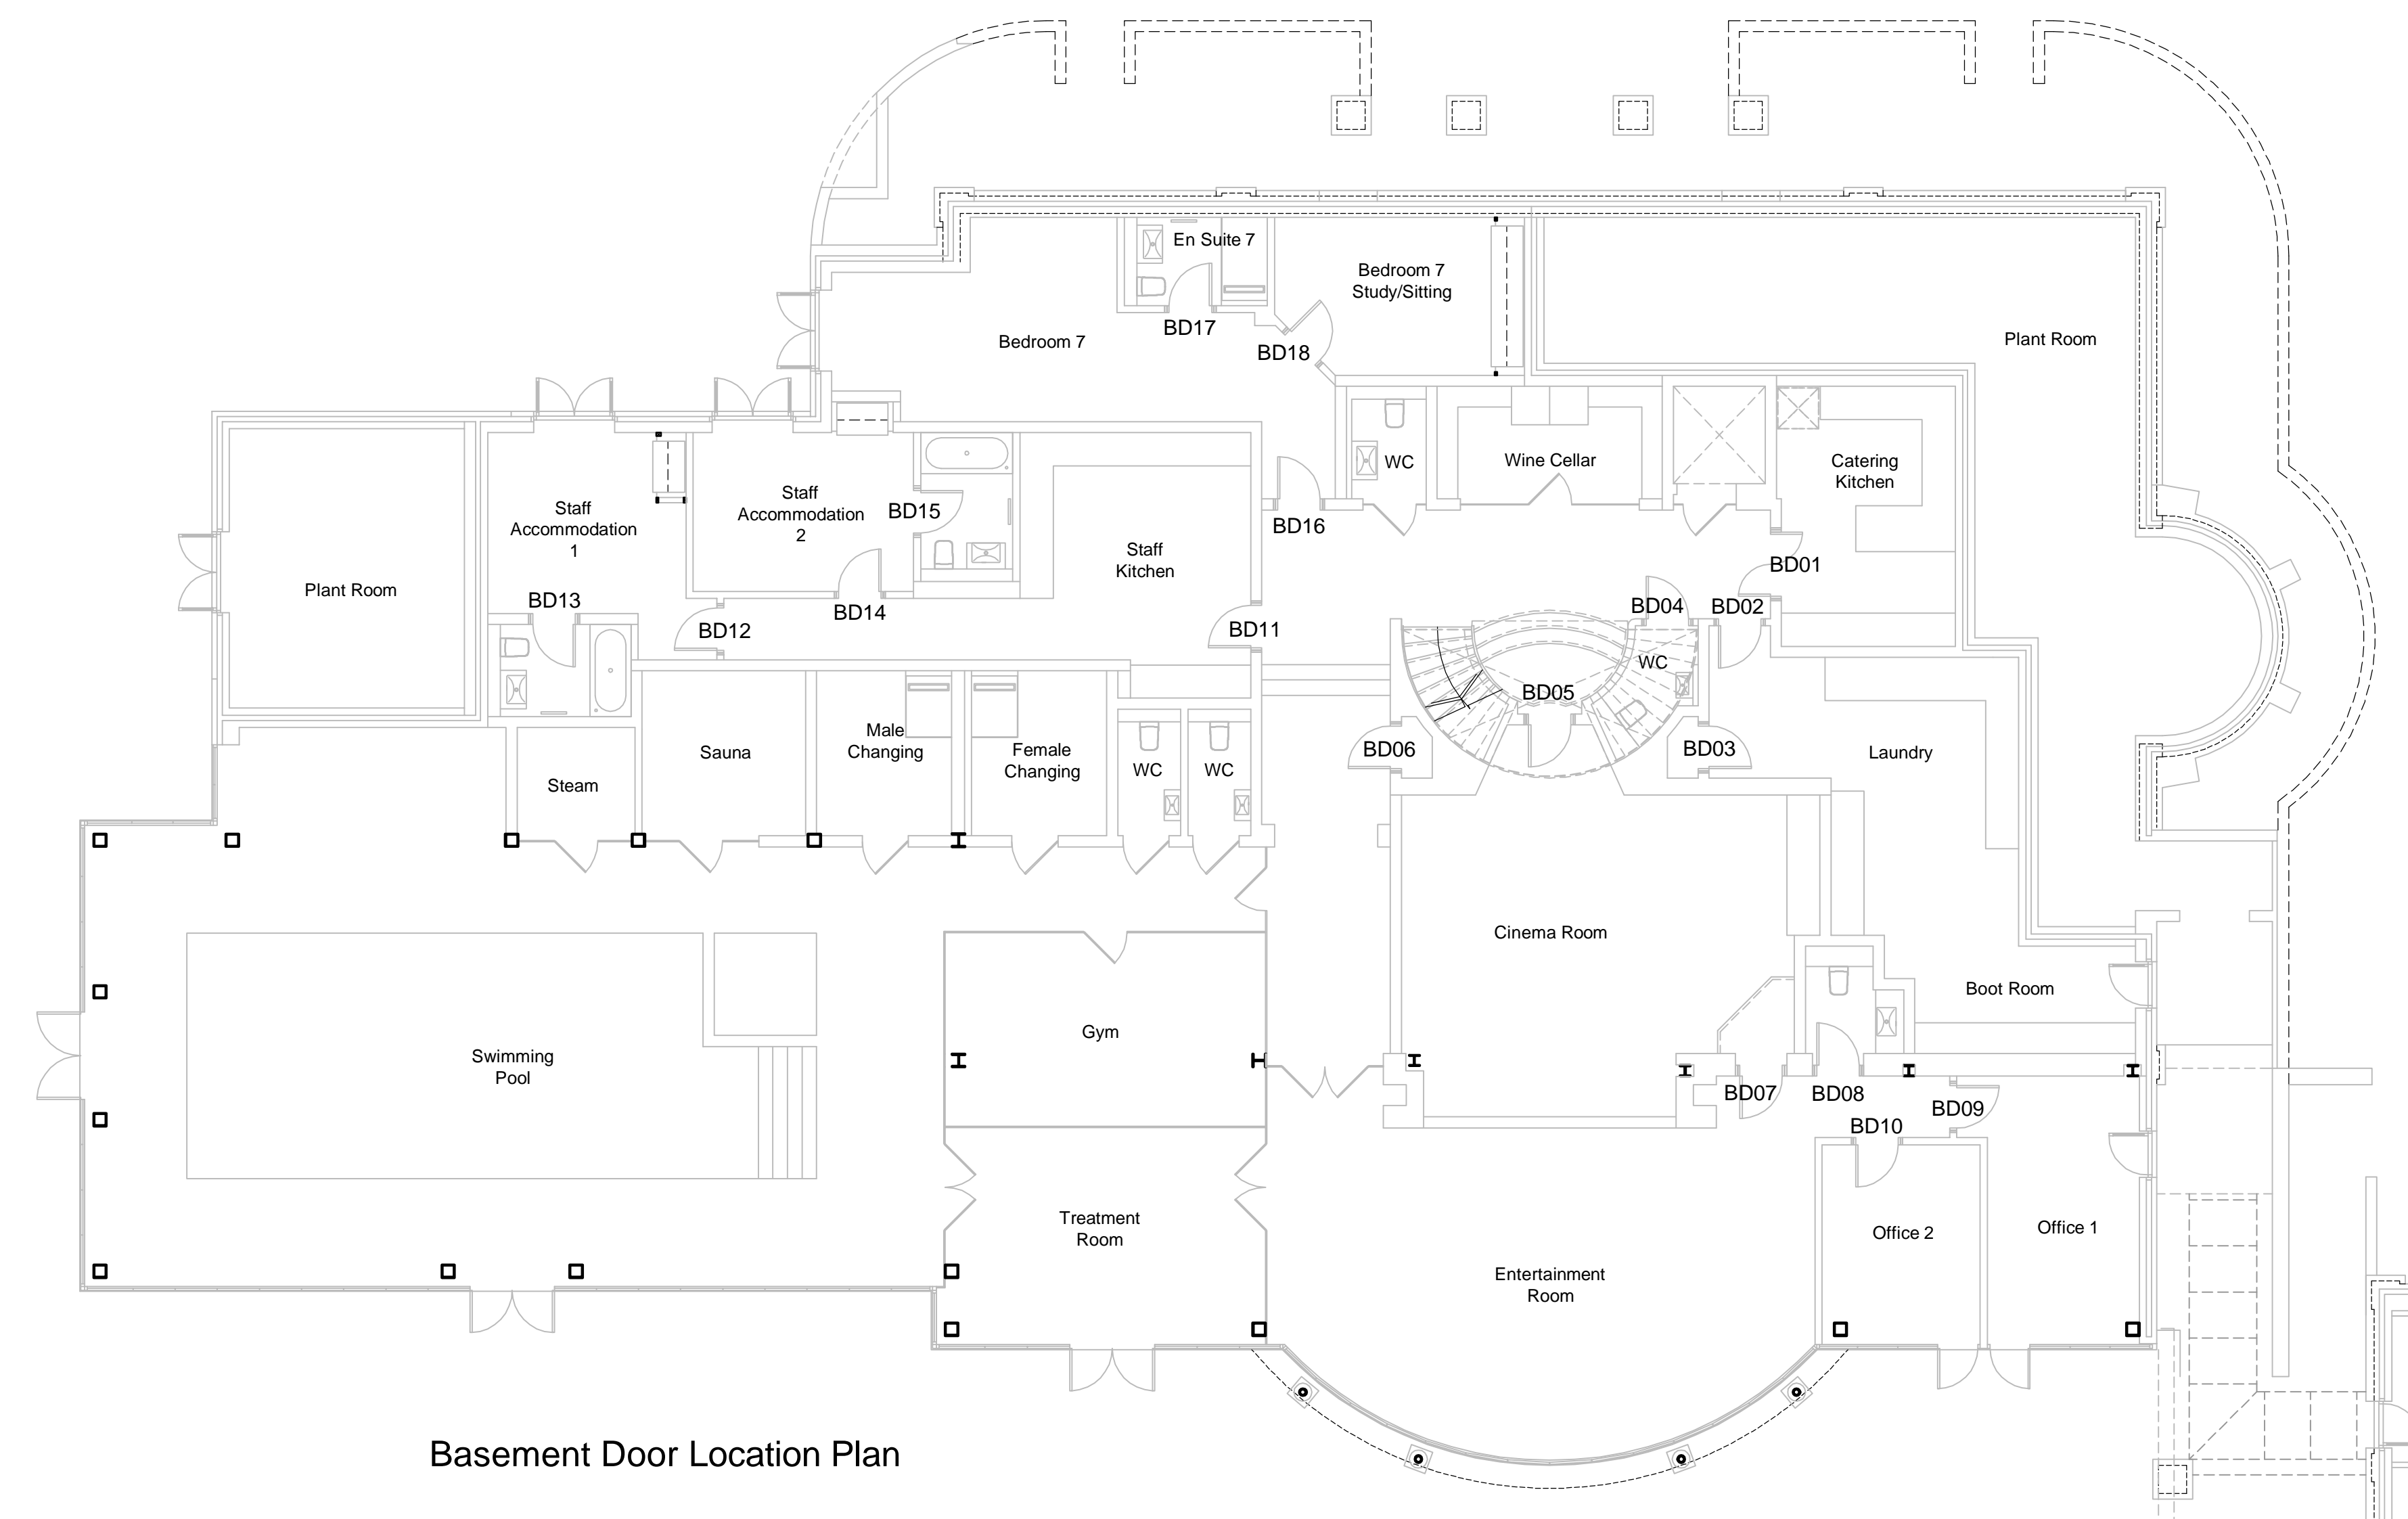 En Suite 7
Bedroom 7
Study/Sitting
BD17
BD18
Bedroom 7
Plant Room
WC
Wine Cellar
Catering
Kitchen
Staff
Accommodation
1
Staff
Accommodation
2
BD15
BD16
Staff
Kitchen
BD01
Plant Room
BD13
BD14
BD12
BD11
BD04
BD02
WC
BD05
BD06
BD03
Laundry
Male
Changing
Female
Changing
Sauna
Steam
WC
WC
Cinema Room
Boot Room
Gym
Swimming
Pool
BD07
BD08
BD09
BD10
Treatment
Room
Office 2
Office 1
Entertainment
Room
Basement Door Location Plan